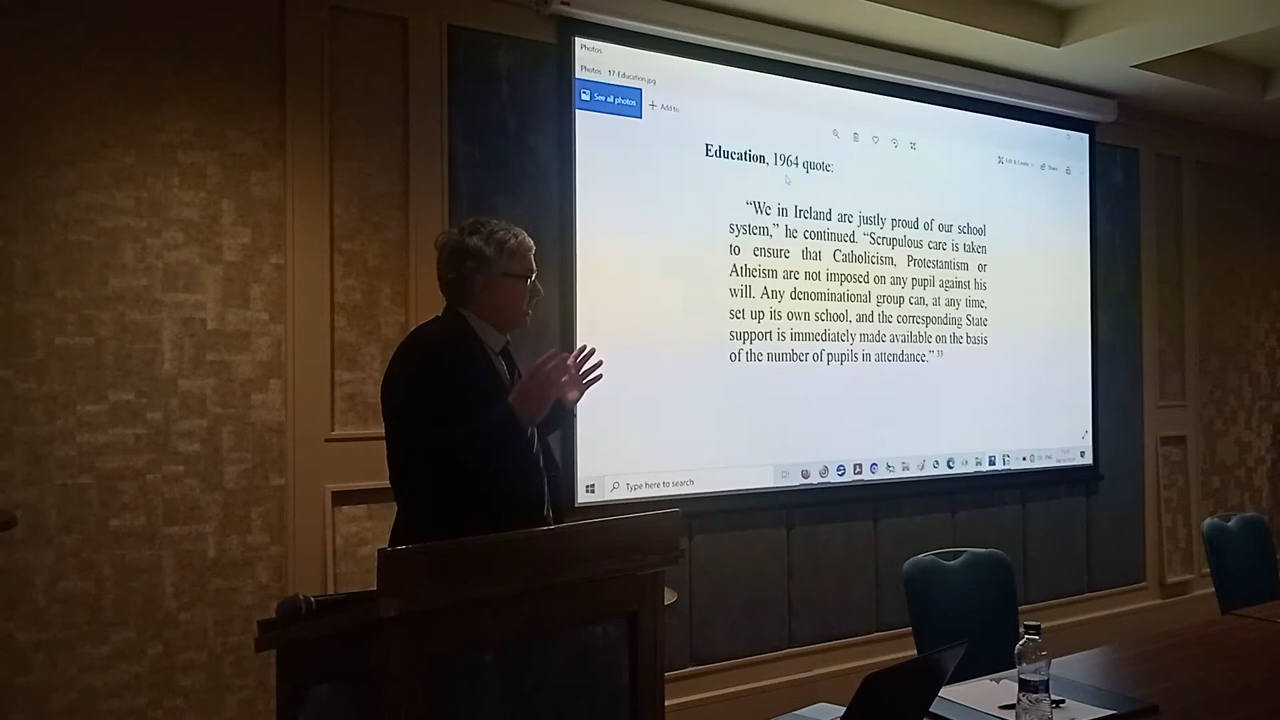 Photos
Photos - 17-Education.jpg
See all photos
+ Add to
Edit & Create
Share
Education, 1964 quote:
“We in Ireland are justly proud of our school
system,” he continued. “Scrupulous care is taken
to ensure that Catholicism, Protestantism or
Atheism are not imposed on any pupil against his
will. Any denominational group can, at any time,
set up its own school, and the corresponding State
support is immediately made available on the basis
of the number of pupils in attendance.” 33
Type here to search